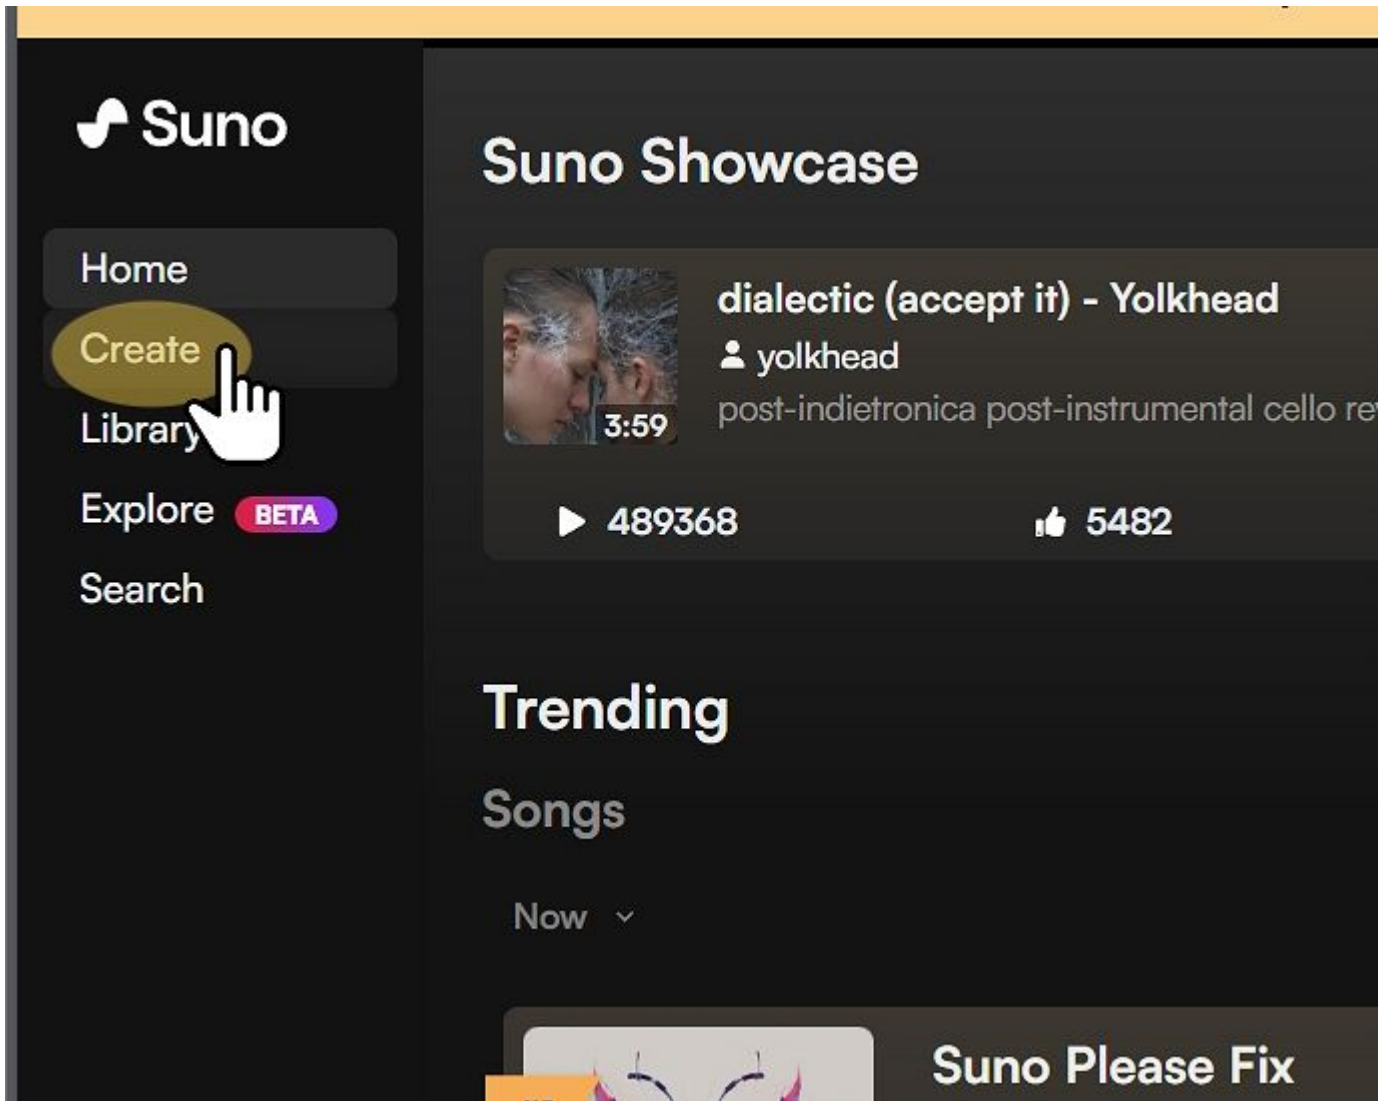 Suno
Home
Create
Library
Explore BETA
Search
Suno Showcase
dialectic (accept it) - Yolkhead
yolkhead
3:59
post-indietronica post-instrumental cello
489368
5482
Trending
Songs
Now
Suno Please Fix